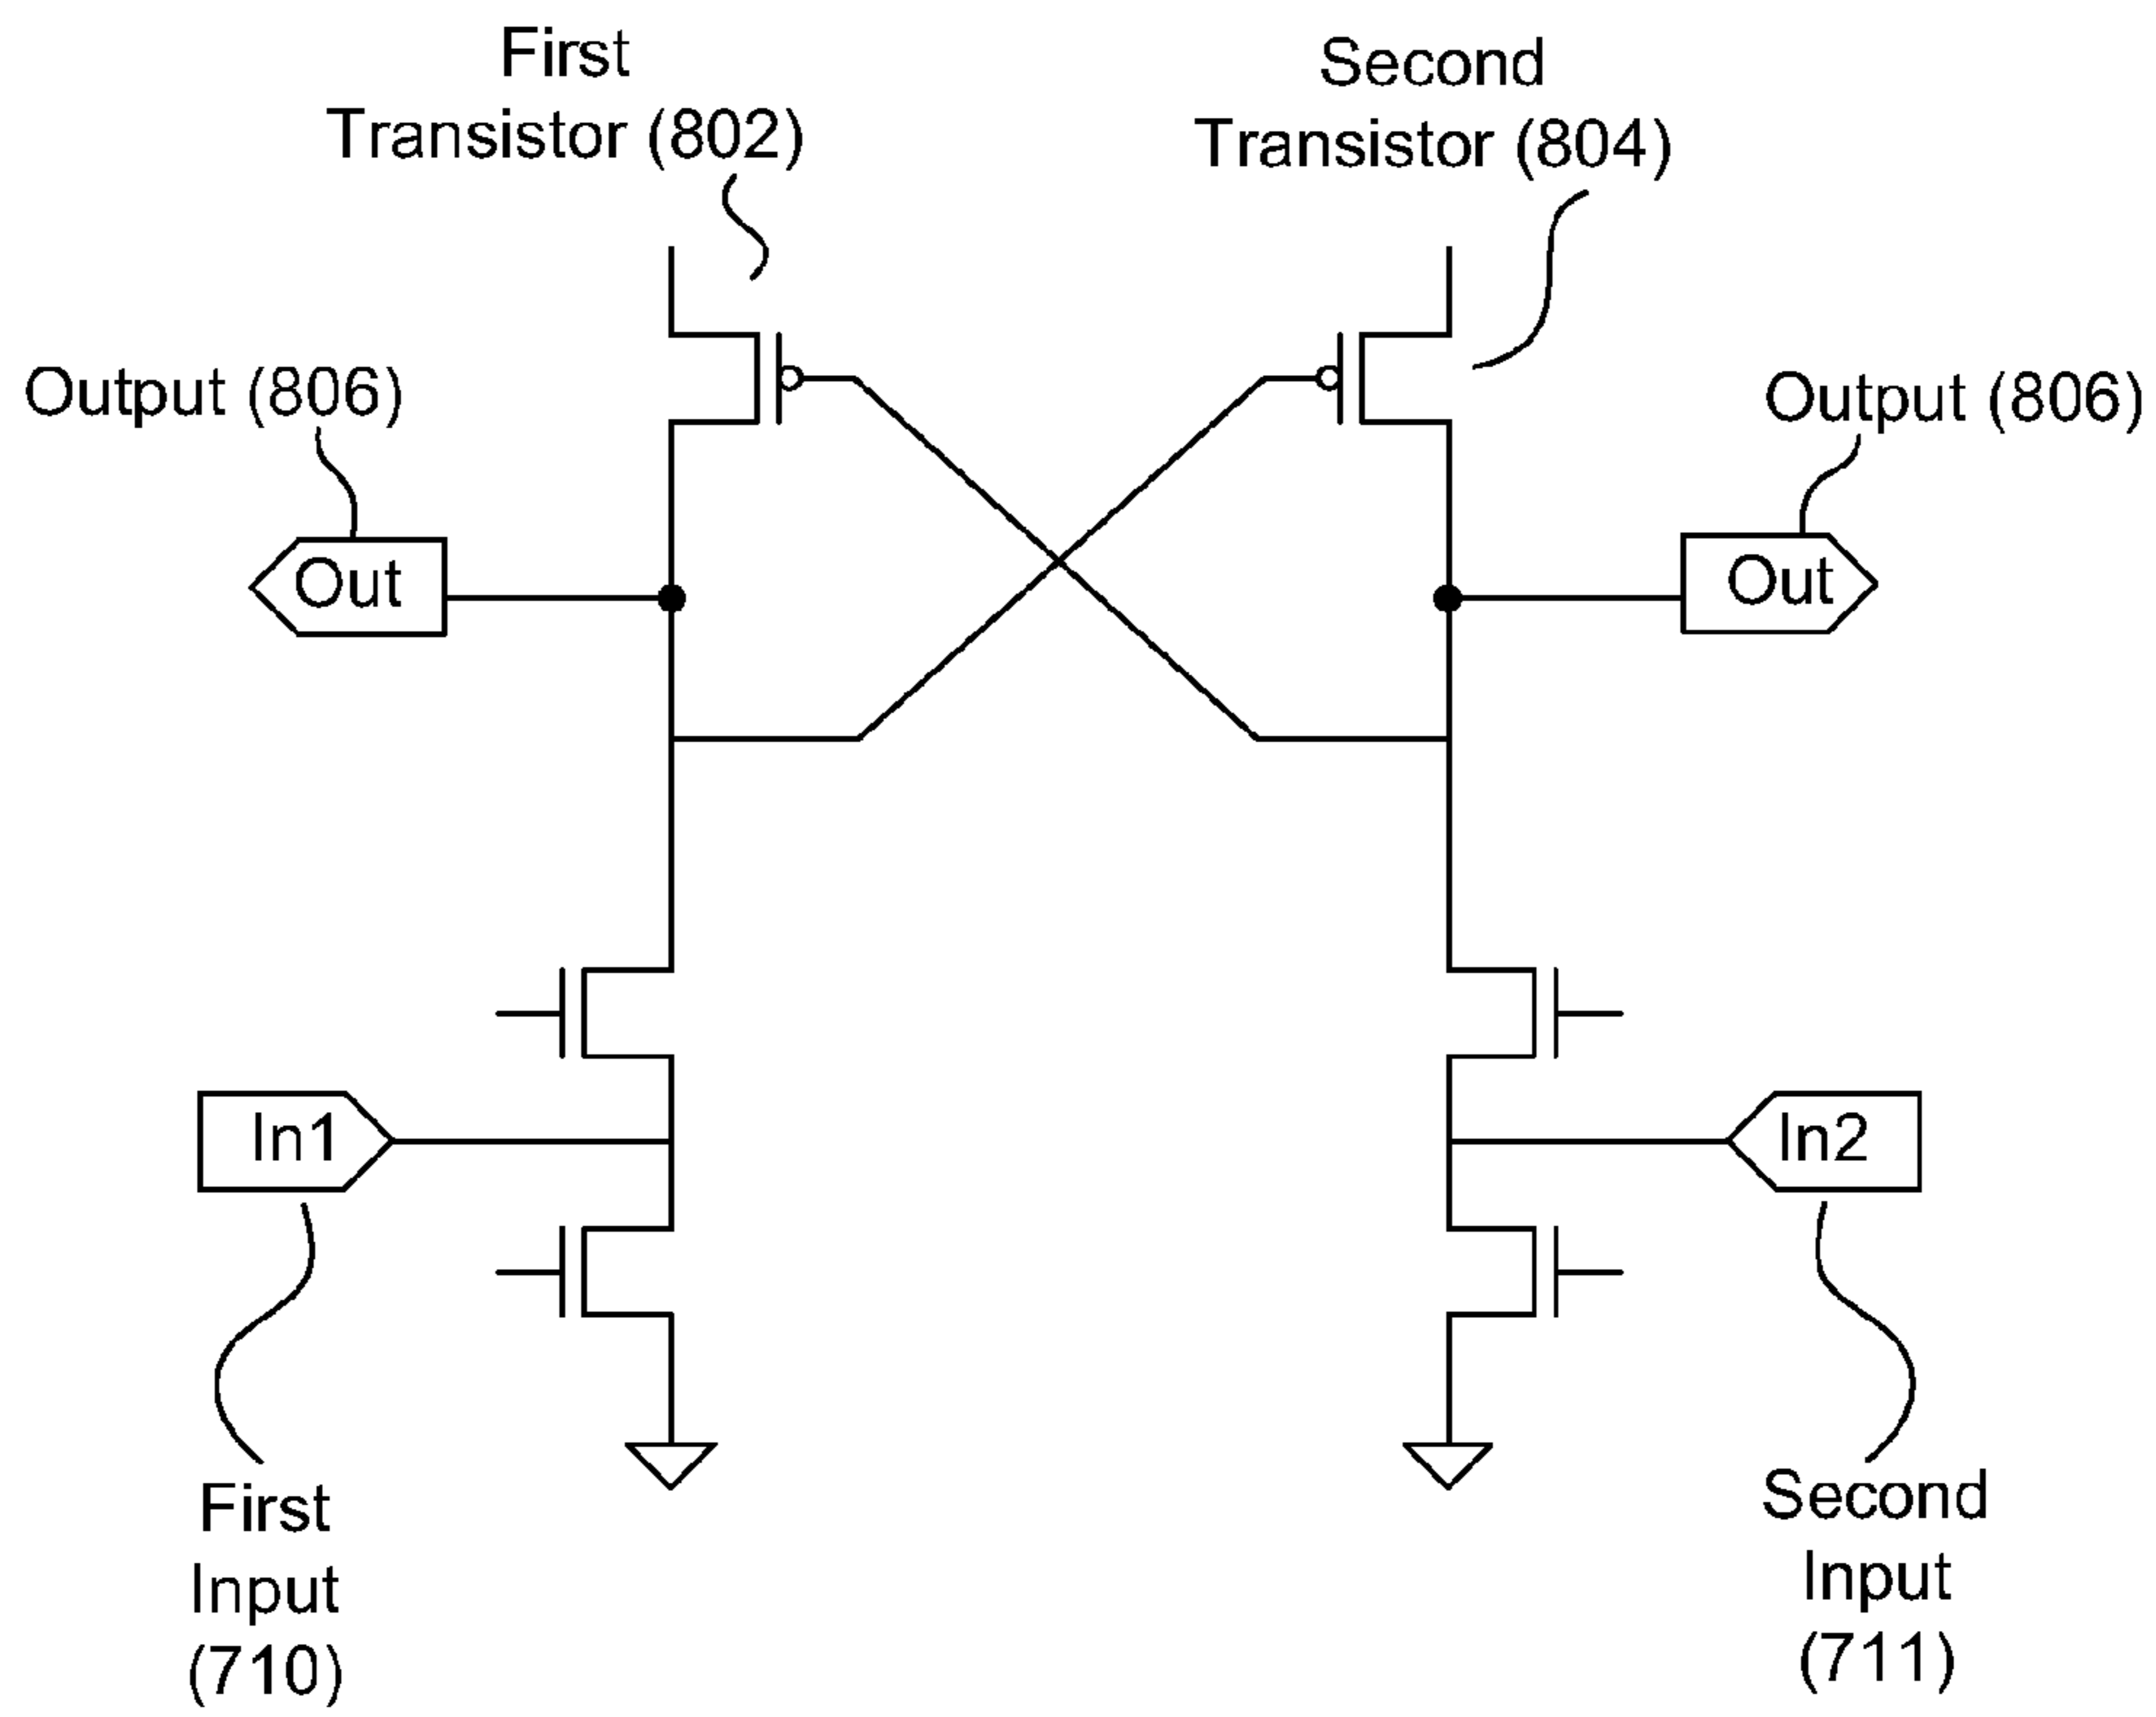 First
Transistor (802)
Second
Transistor (804)
Output (806)
Output (806)
Out
Out
In1
In2
First
Input
(710)
Second
Input
(711)